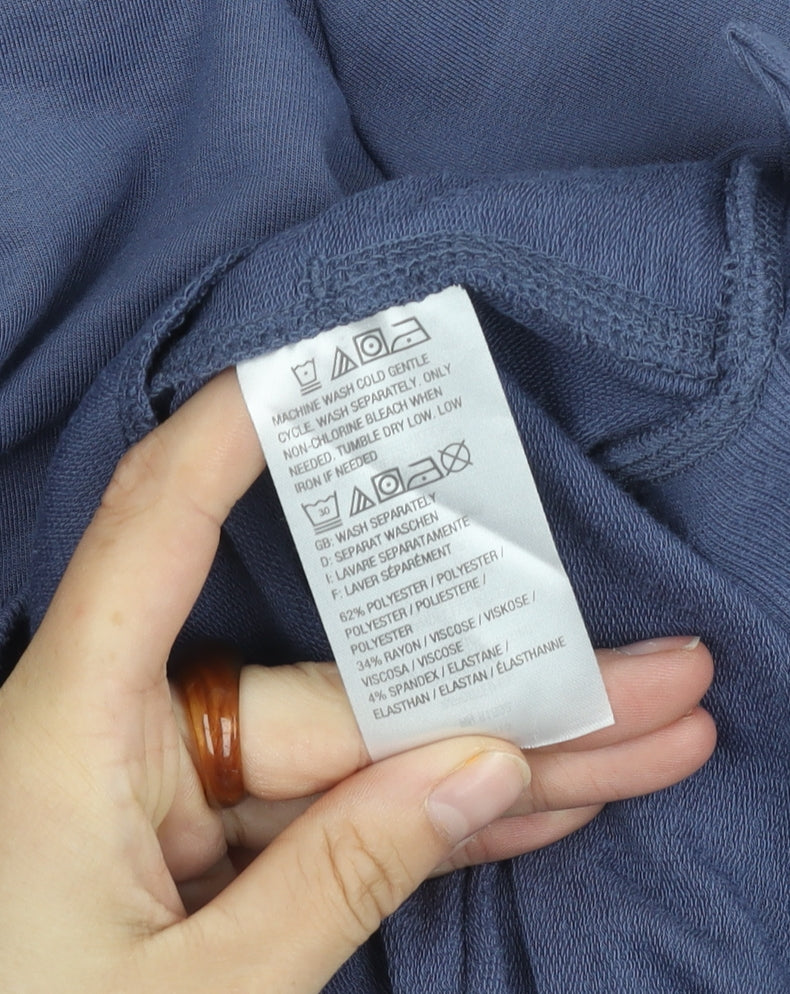 MACHINE WASH COLD GENTLE
CYCLE. WASH SEPARATELY. ONLY
NON-CHLORINE BLEACH WHEN
NEEDED. TUMBLE DRY LOW. LOW
IRON IF NEEDED
30
GB: WASH SEPARATELY
D: SEPARAT WASCHEN
I: LAVARE SEPARATAMENTE
F: LAVER SÉPARÉMENT
62% POLYESTER / POLYESTER /
POLYESTER / POLIESTERE /
POLYESTER
34% RAYON / VISCOSE / VISKOSE /
VISCOSA / VISCOSE
4% SPANDEX / ELASTANE /
ELASTHAN / ELASTAN / ÉLASTHANNE